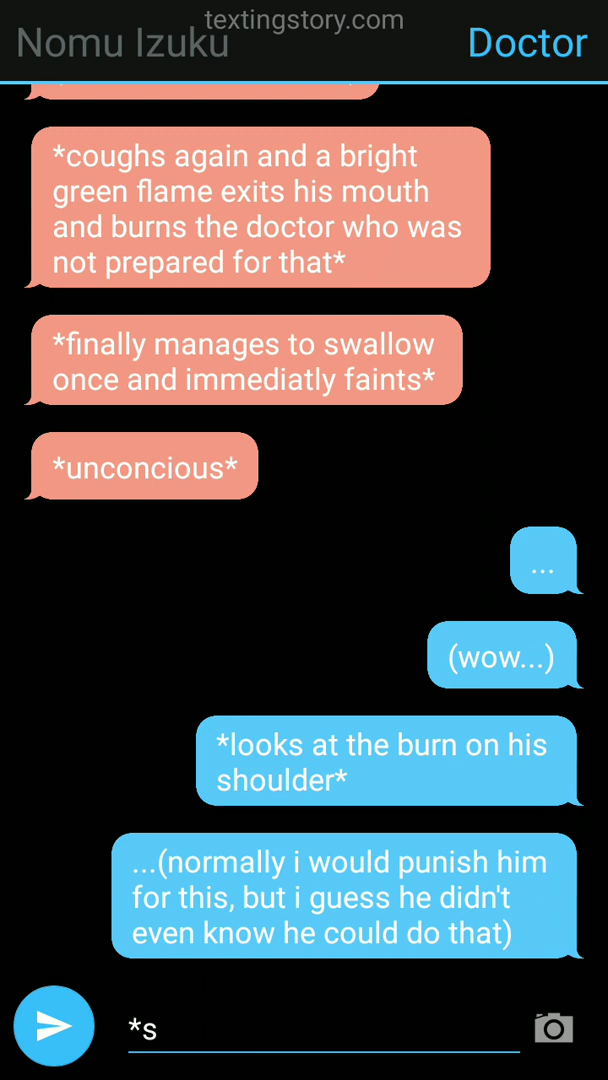 textingstory.com
Nomu Izuku
Doctor
*coughs again and a bright
green flame exits his mouth
and burns the doctor who was
not prepared for that*
*finally manages to swallow
once and immediatly faints*
*unconcious*
...
(wow...)
*looks at the burn on his
shoulder*
...(normally i would punish him
for this, but i guess he didn't
even know he could do that)
*s